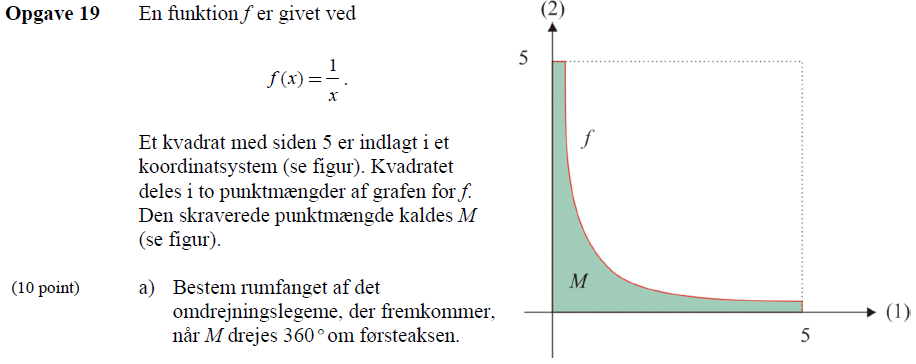 Opgave 19 En funktion f er givet ved
f(x) = 1/x .
Et kvadrat med siden 5 er indlagt i et
koordinatsystem (se figur). Kvadratet
deles i to punktmængder af grafen for f.
Den skraverede punktmængde kaldes M
(se figur).
(10 point) a) Bestem rumfanget af det
omdrejningslegeme, der fremkommer,
når M drejes 360° om førsteaksen.
(2)
5
f
M
(1)
5